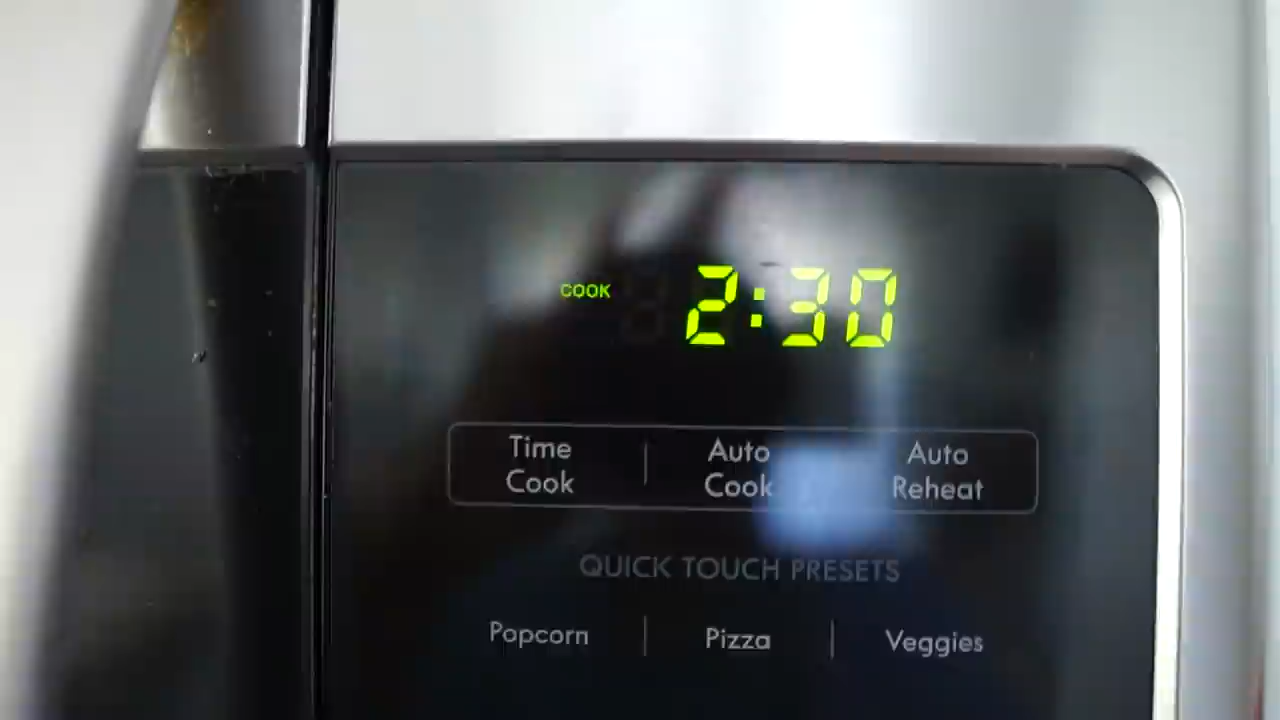 COOK 2:30
Time Cook
Auto Cook
Auto Reheat
QUICK TOUCH PRESETS
Popcorn Pizza Veggies